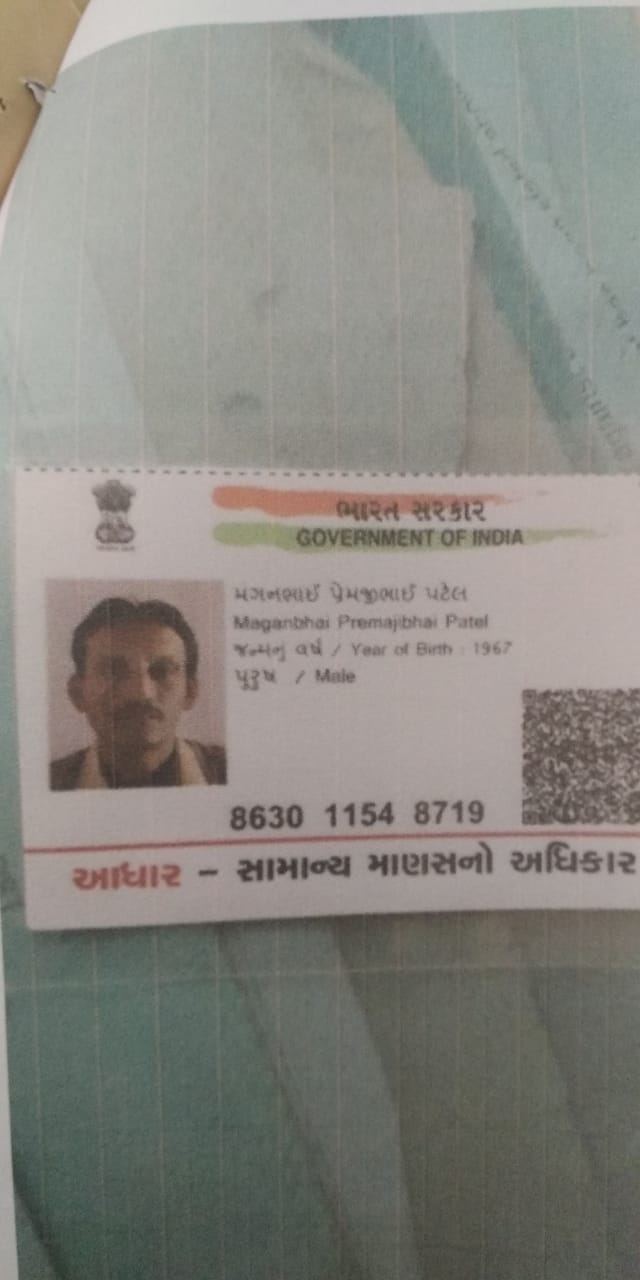 ભારત સરકાર
GOVERNMENT OF INDIA
મગનભાઈ પ્રેમજીભાઈ પટેલ
Maganbhai Premajibhai Patel
જન્મનું વર્ષ / Year of Birth : 1967
પુરુષ / Male
8630 1154 8719
આધાર – સામાન્ય માણસનો અધિકાર